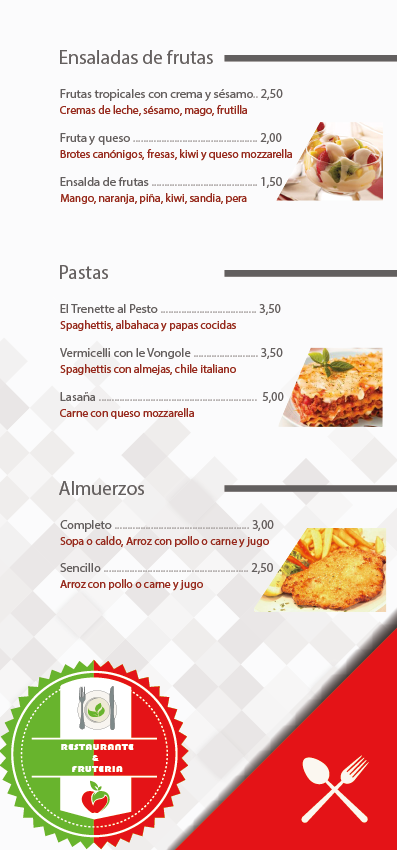 Ensaladas de frutas
Frutas tropicales con crema y sésamo.. 2,50
Cremas de leche, sésamo, mago, frutilla
Fruta y queso ................................................ 2,00
Brotes canónigos, fresas, kiwi y queso mozzarella
Ensalda de frutas ......................................... 1,50
Mango, naranja, piña, kiwi, sandia, pera
Pastas
El Trenette al Pesto ..................................... 3,50
Spaghettis, albahaca y papas cocidas
Vermicelli con le Vongole ......................... 3,50
Spaghettis con almejas, chile italiano
Lasaña ............................................................. 5,00
Carne con queso mozzarella
Almuerzos
Completo .................................................... 3,00
Sopa o caldo, Arroz con pollo o carne y jugo
Sencillo ........................................................ 2,50
Arroz con pollo o carne y jugo
RESTAURANTE
&
FRUTERIA